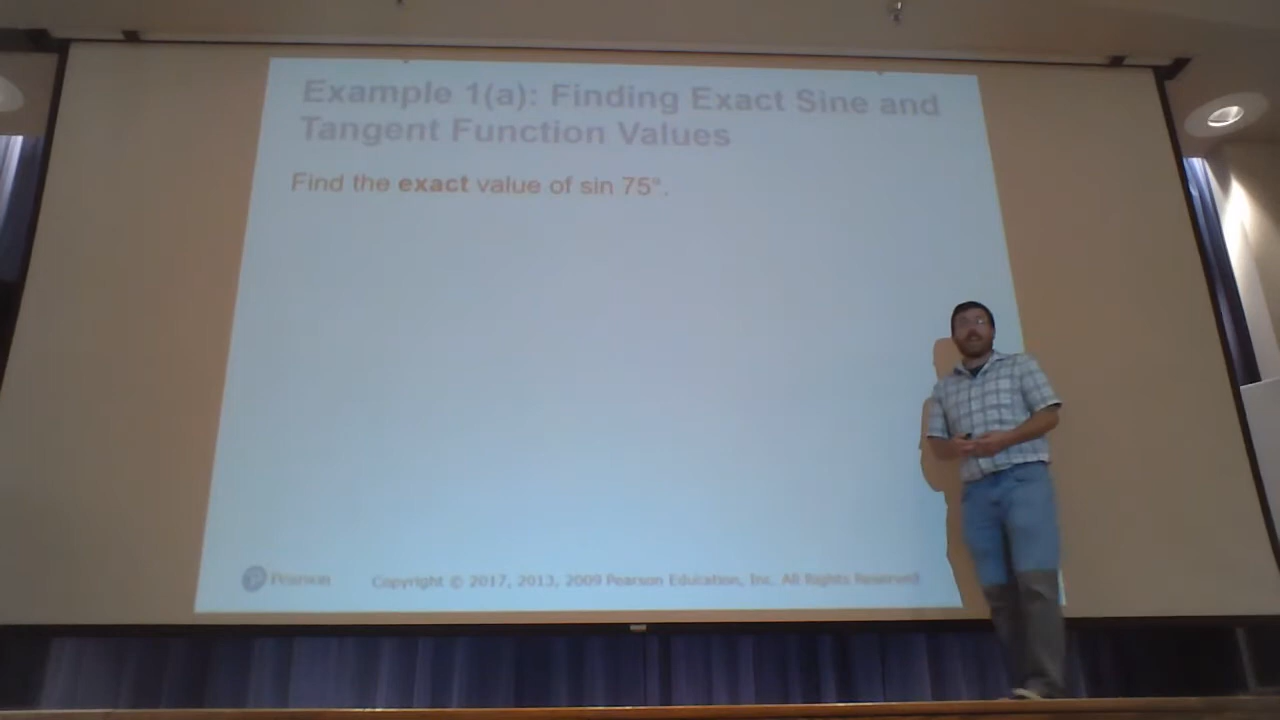 Example 1(a): Finding Exact Sine and
Tangent Function Values
Find the exact value of sin 75°.
Pearson
Copyright © 2017, 2013, 2009 Pearson Education, Inc. All Rights Reserved